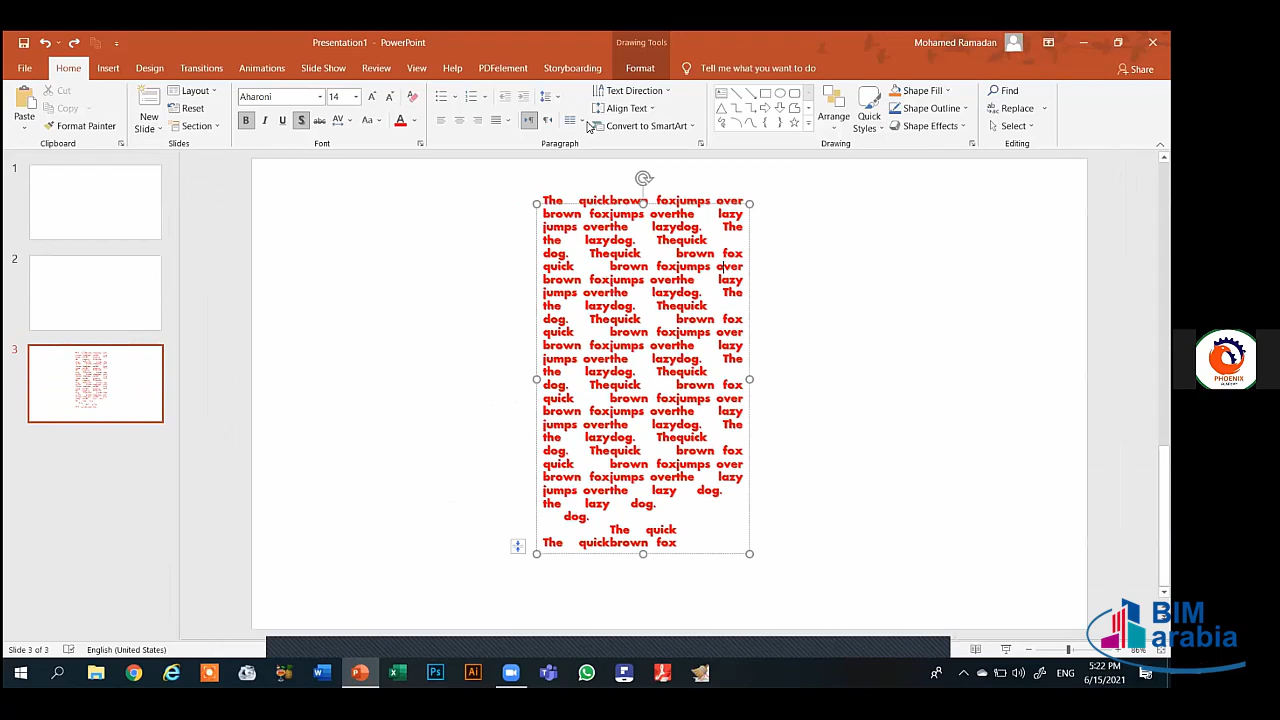 Presentation1 - PowerPoint
Drawing Tools
Mohamed Ramadan
File
Home
Insert
Design
Transitions
Animations
Slide Show
Review
View
Help
PDFelement
Storyboarding
Format
Tell me what you want to do
Share
Paste
Cut
Copy
Format Painter
Clipboard
New
Slide
Layout
Reset
Section
Slides
Aharoni
14
B I U S abc AV Aa A
Font
Text Direction
Align Text
Convert to SmartArt
Paragraph
Arrange
Quick
Styles
Shape Fill
Shape Outline
Shape Effects
Drawing
Find
Replace
Select
Editing
1
2
3
The quickbrown foxjumps over
brown foxjumps overthe lazy
jumps overthe lazydog. The
the lazydog. Thequick
dog. Thequick brown fox
quick brown foxjumps over
brown foxjumps overthe lazy
jumps overthe lazydog. The
the lazydog. Thequick
dog. Thequick brown fox
quick brown foxjumps over
brown foxjumps overthe lazy
jumps overthe lazydog. The
the lazydog. Thequick
dog. Thequick brown fox
quick brown foxjumps over
brown foxjumps overthe lazy
jumps overthe lazydog. The
the lazydog. Thequick
dog. Thequick brown fox
quick brown foxjumps over
brown foxjumps overthe lazy
jumps overthe lazy dog.
the lazy dog.
dog.
The quick
The quickbrown fox
PHOENIX
BIM
arabia
Slide 3 of 3
English (United States)
86%
ENG
5:22 PM
6/15/2021